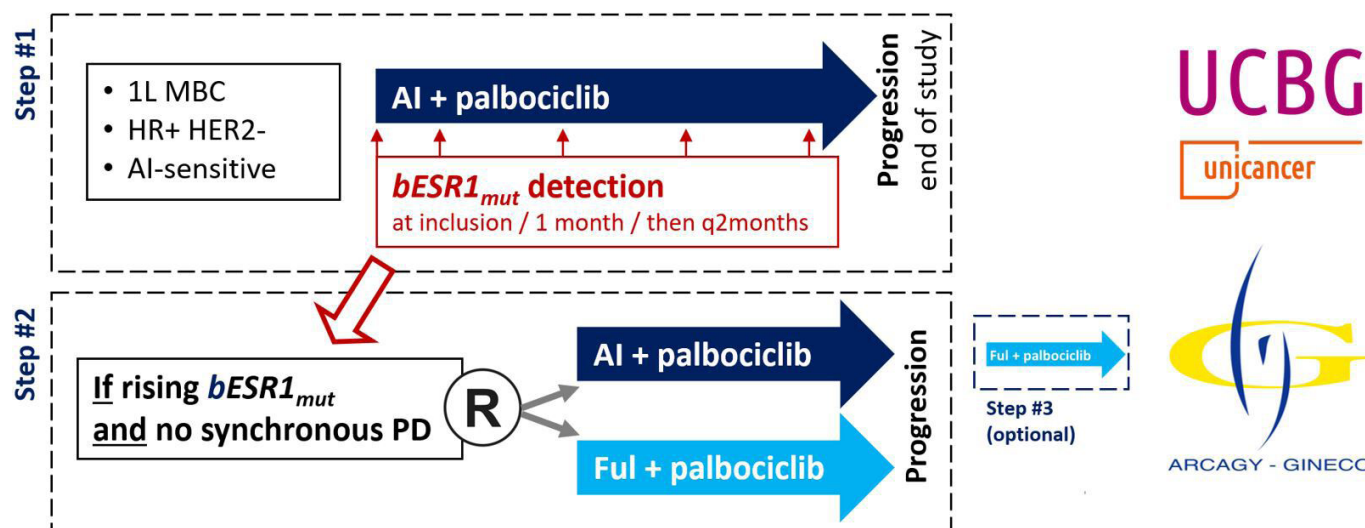 Step #1
• 1L MBC
• HR+ HER2-
• AI-sensitive
AI + palbociclib
bESR1mut detection
at inclusion / 1 month / then q2months
Progression
end of study
UCBG
unicancer
Step #2
If rising bESR1mut
and no synchronous PD
R
AI + palbociclib
Ful + palbociclib
Progression
Ful + palbociclib
Step #3
(optional)
G
ARCAGY - GINECO